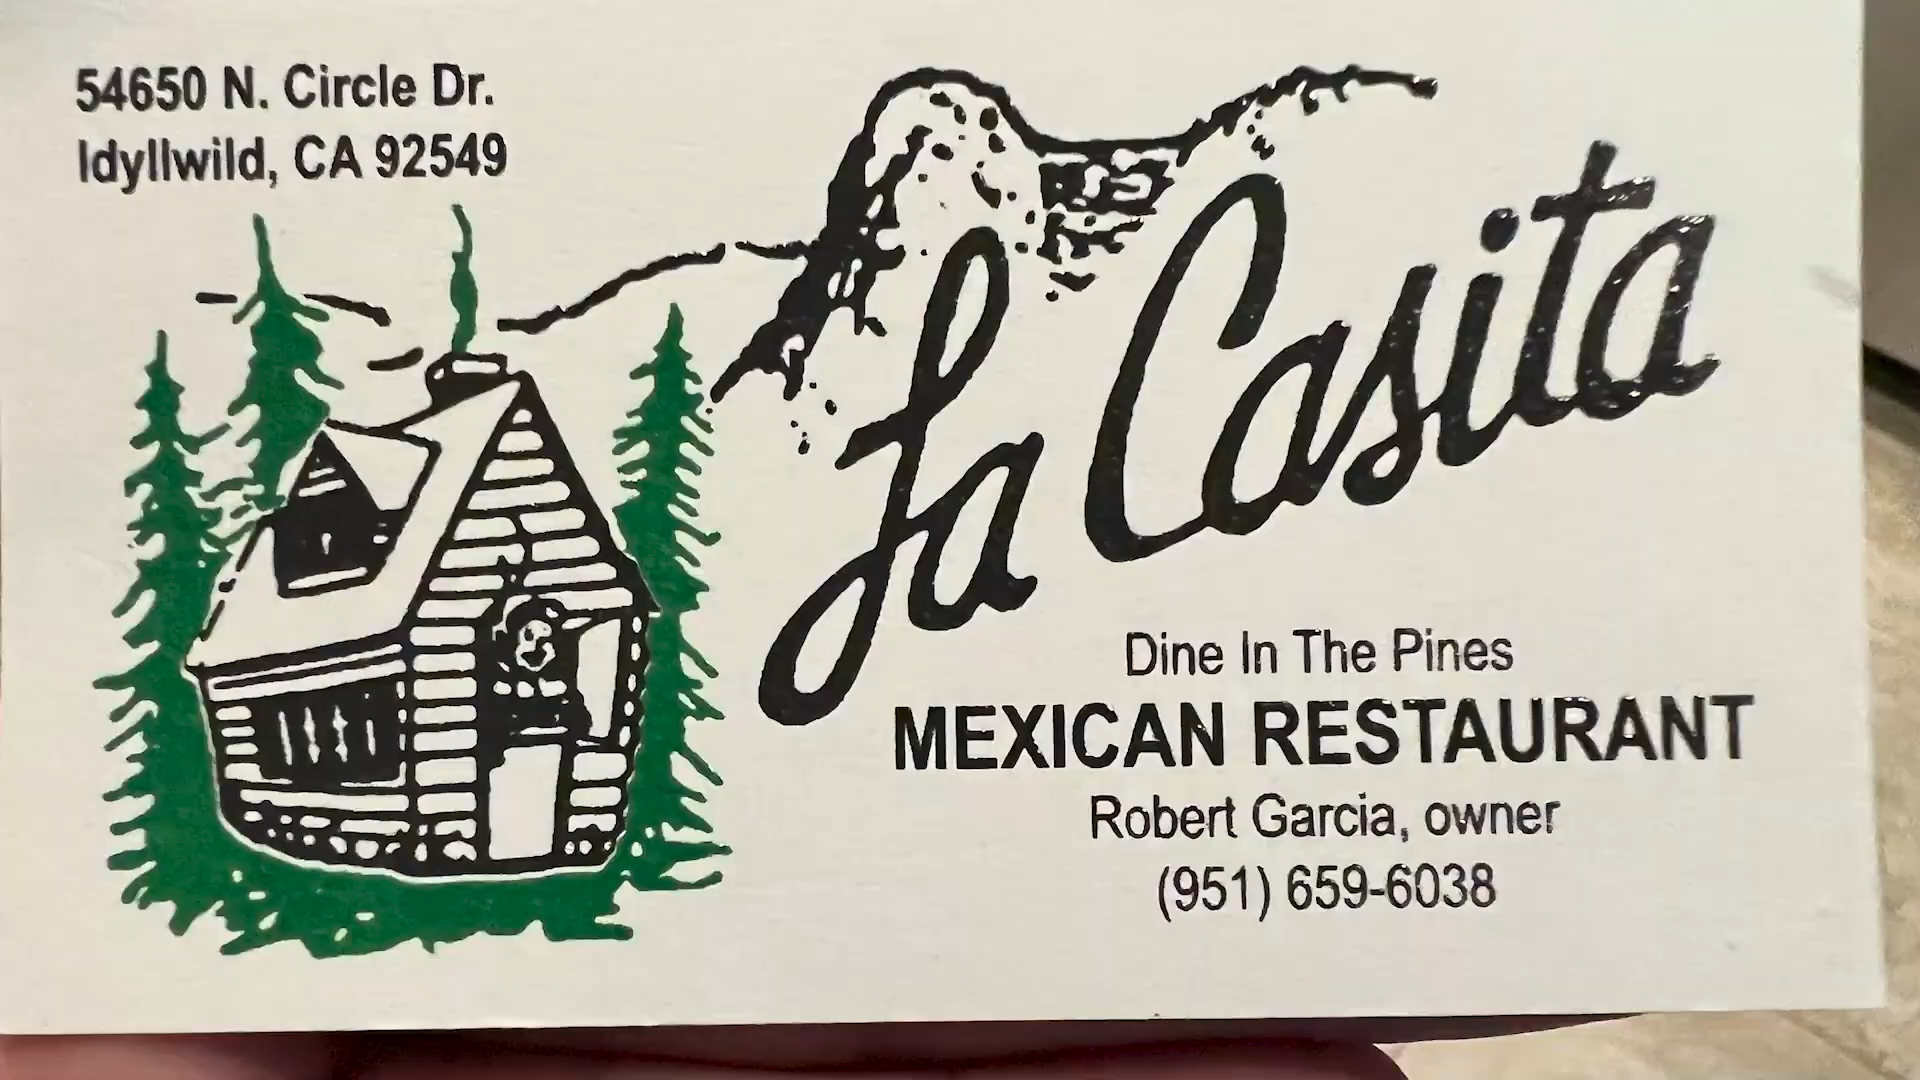 54650 N. Circle Dr.
Idyllwild, CA 92549
La Casita
Dine In The Pines
MEXICAN RESTAURANT
Robert Garcia, owner
(951) 659-6038